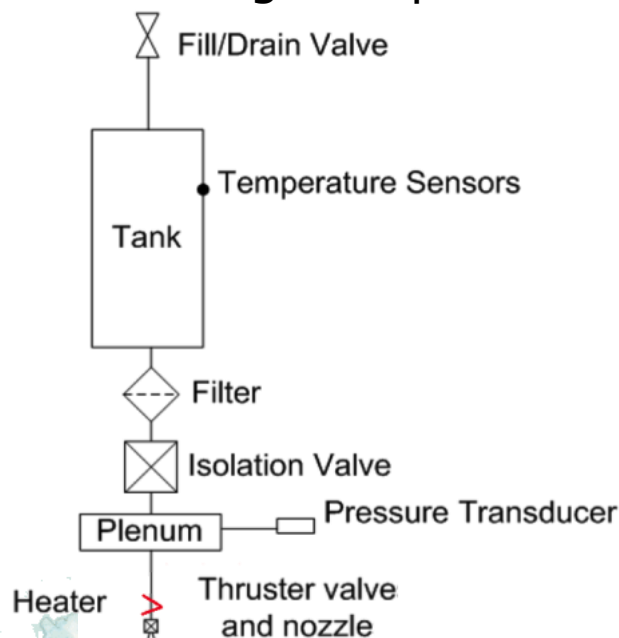 Fill/Drain Valve
Temperature Sensors
Tank
Filter
Isolation Valve
Pressure Transducer
Plenum
Heater
Thruster valve
and nozzle